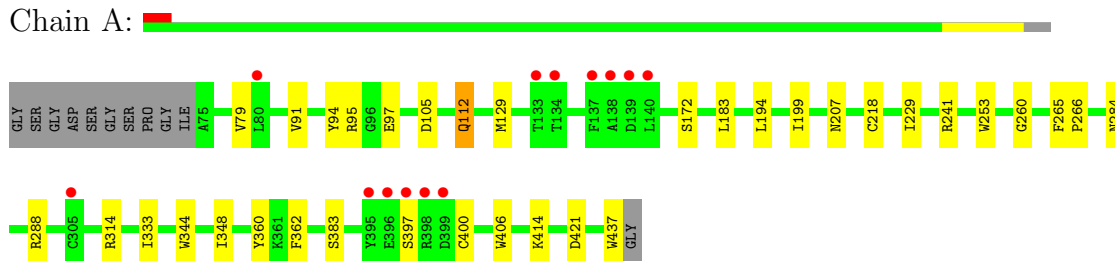 Chain A:
GLY SER GLY ASP SER GLY SER PRO GLY ILE A75 V79 L80 V91 Y94 R95 G96 E97 D105 Q112 M129 T133 T134 F137 A138 D139 L140 S172 L183 L194 I199 N207 C218 I229 R241 W253 G260 F265 P266
R288 C305 R314 I333 W344 I348 Y360 K361 F362 S383 Y395 E396 S397 R398 D399 C400 W406 K414 D421 W437 GLY